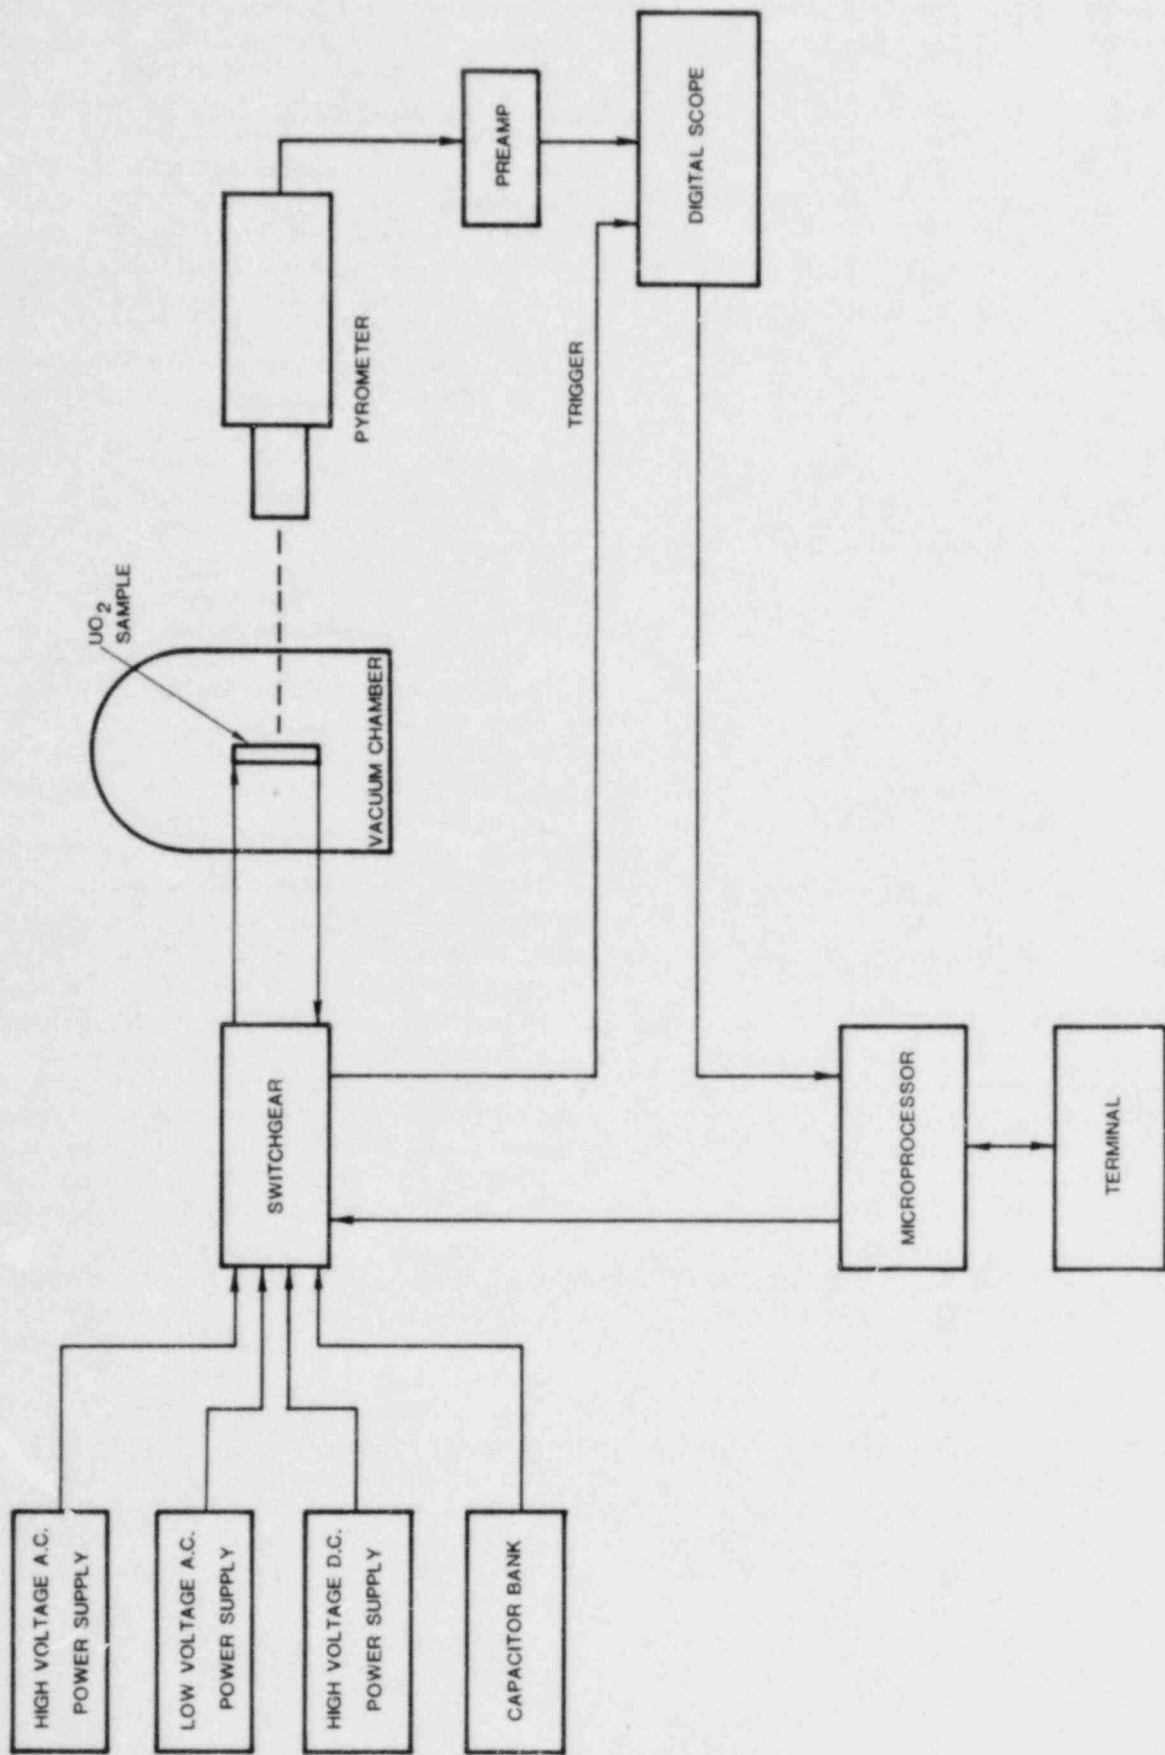 HIGH VOLTAGE A.C.
POWER SUPPLY
LOW VOLTAGE A.C.
POWER SUPPLY
HIGH VOLTAGE D.C.
POWER SUPPLY
CAPACITOR BANK
SWITCHGEAR
UO2
SAMPLE
VACUUM CHAMBER
PYROMETER
PREAMP
TRIGGER
DIGITAL SCOPE
MICROPROCESSOR
TERMINAL